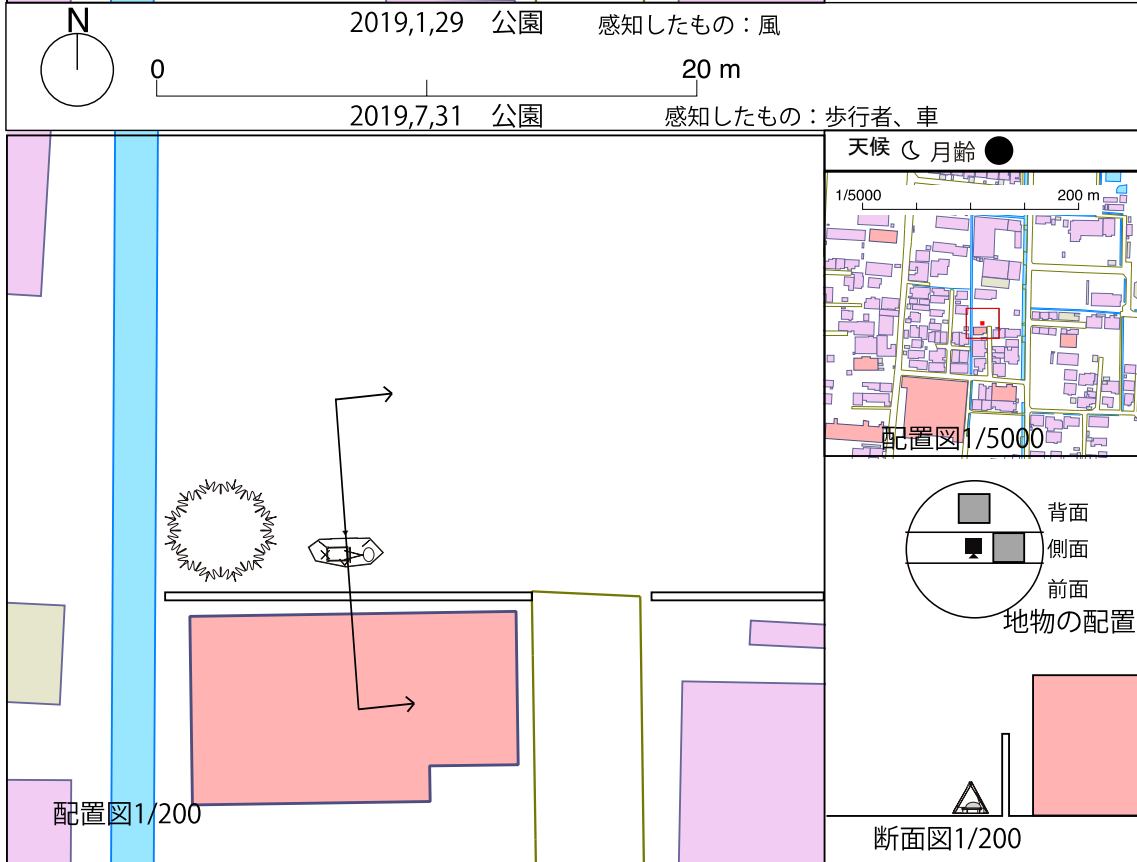 N
2019,1,29　公園　感知したもの：風
0　20 m
2019,7,31　公園　感知したもの：歩行者、車
天候　月齢
1/5000　200 m
配置図1/5000
背面
側面
前面
地物の配置
配置図1/200
断面図1/200